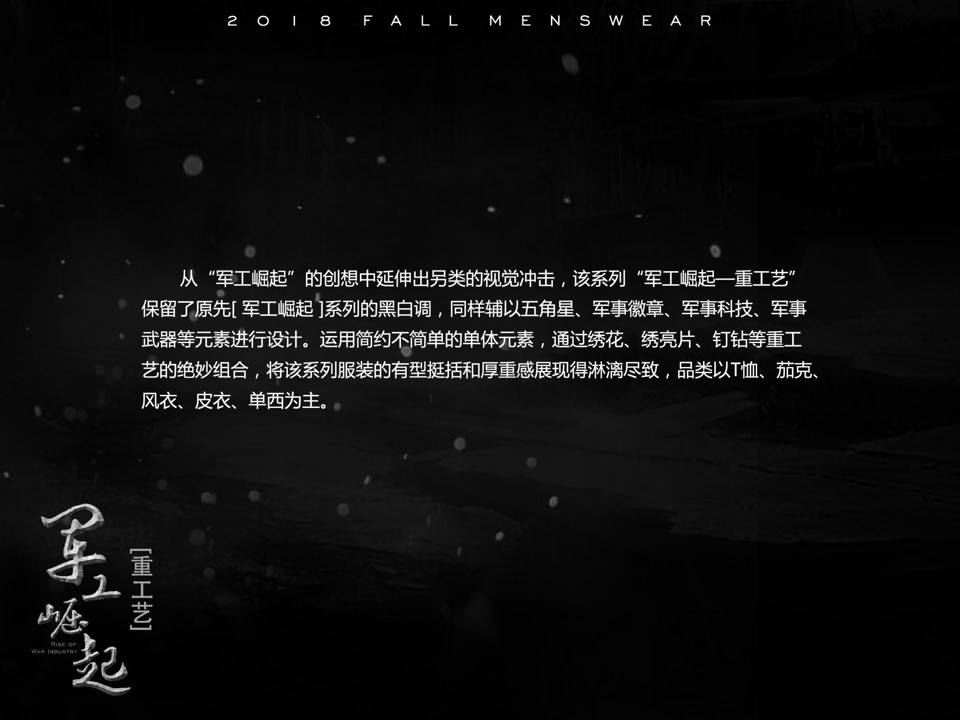 2018 FALL MENSWEAR
从“军工崛起”的创想中延伸出另类的视觉冲击，该系列“军工崛起—重工艺”
保留了原先[ 军工崛起 ]系列的黑白调，同样辅以五角星、军事徽章、军事科技、军事
武器等元素进行设计。运用简约不简单的单体元素，通过绣花、绣亮片、钉钻等重工
艺的绝妙组合，将该系列服装的有型挺括和厚重感展现得淋漓尽致，品类以T恤、茄克、
风衣、皮衣、单西为主。
军工崛起
[重工艺]
RISE OF
WAR INDUSTRY